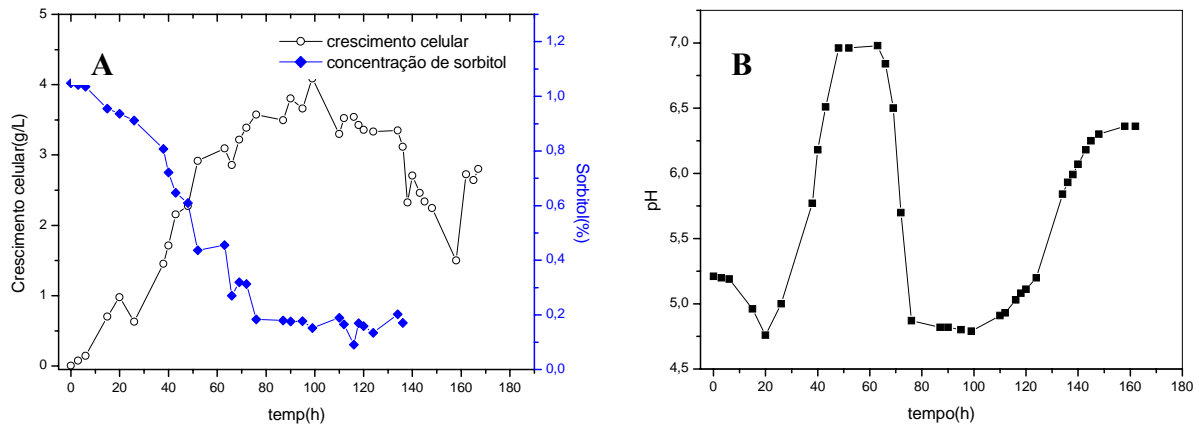 A
crescimento celular
concentração de sorbitol
Crescimento celular(g/L)
5
4
3
2
1
0
1,2
1,0
0,8
0,6
0,4
0,2
0,0
Sorbitol(%)
0 20 40 60 80 100 120 140 160 180
temp(h)
B
pH
7,0
6,5
6,0
5,5
5,0
4,5
0 20 40 60 80 100 120 140 160 180
tempo(h)